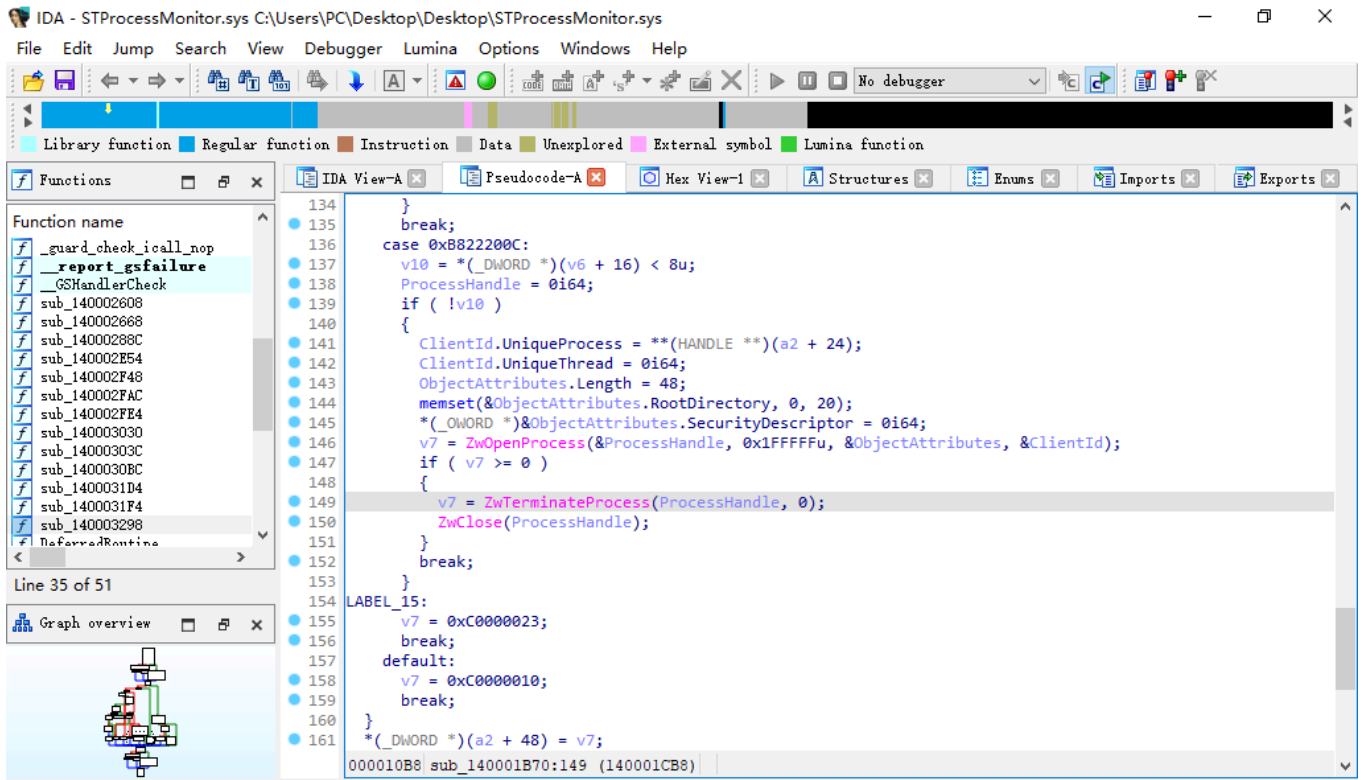 IDA - STProcessMonitor.sys C:\Users\PC\Desktop\Desktop\STProcessMonitor.sys
File Edit Jump Search View Debugger Lumina Options Windows Help
No debugger
Library function Regular function Instruction Data Unexplored External symbol Lumina function
Functions
Function name
_guard_check_icall_nop
__report_gsfailure
__GSHandlerCheck
sub_140002608
sub_140002668
sub_14000288C
sub_140002E54
sub_140002F48
sub_140002FAC
sub_140002FE4
sub_140003030
sub_14000303C
sub_1400030BC
sub_1400031D4
sub_1400031F4
sub_140003298
DeferredRoutine
Line 35 of 51
Graph overview
IDA View-A Pseudocode-A Hex View-1 Structures Enums Imports Exports
134 }
135 break;
136 case 0xB822200C:
137 v10 = *(_DWORD *)(v6 + 16) < 8u;
138 ProcessHandle = 0i64;
139 if ( !v10 )
140 {
141 ClientId.UniqueProcess = **(HANDLE **)(a2 + 24);
142 ClientId.UniqueThread = 0i64;
143 ObjectAttributes.Length = 48;
144 memset(&ObjectAttributes.RootDirectory, 0, 20);
145 *(_OWORD *)&ObjectAttributes.SecurityDescriptor = 0i64;
146 v7 = ZwOpenProcess(&ProcessHandle, 0x1FFFFFu, &ObjectAttributes, &ClientId);
147 if ( v7 >= 0 )
148 {
149 v7 = ZwTerminateProcess(ProcessHandle, 0);
150 ZwClose(ProcessHandle);
151 }
152 break;
153 }
154 LABEL_15:
155 v7 = 0xC0000023;
156 break;
157 default:
158 v7 = 0xC0000010;
159 break;
160 }
161 *(_DWORD *)(a2 + 48) = v7;
000010B8 sub_140001B70:149 (140001CB8)